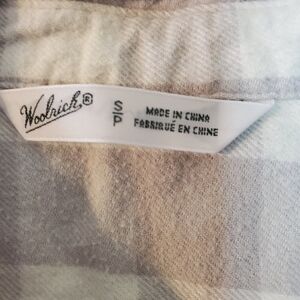 Woolrich®
S
P
MADE IN CHINA
FABRIQUÉ EN CHINE